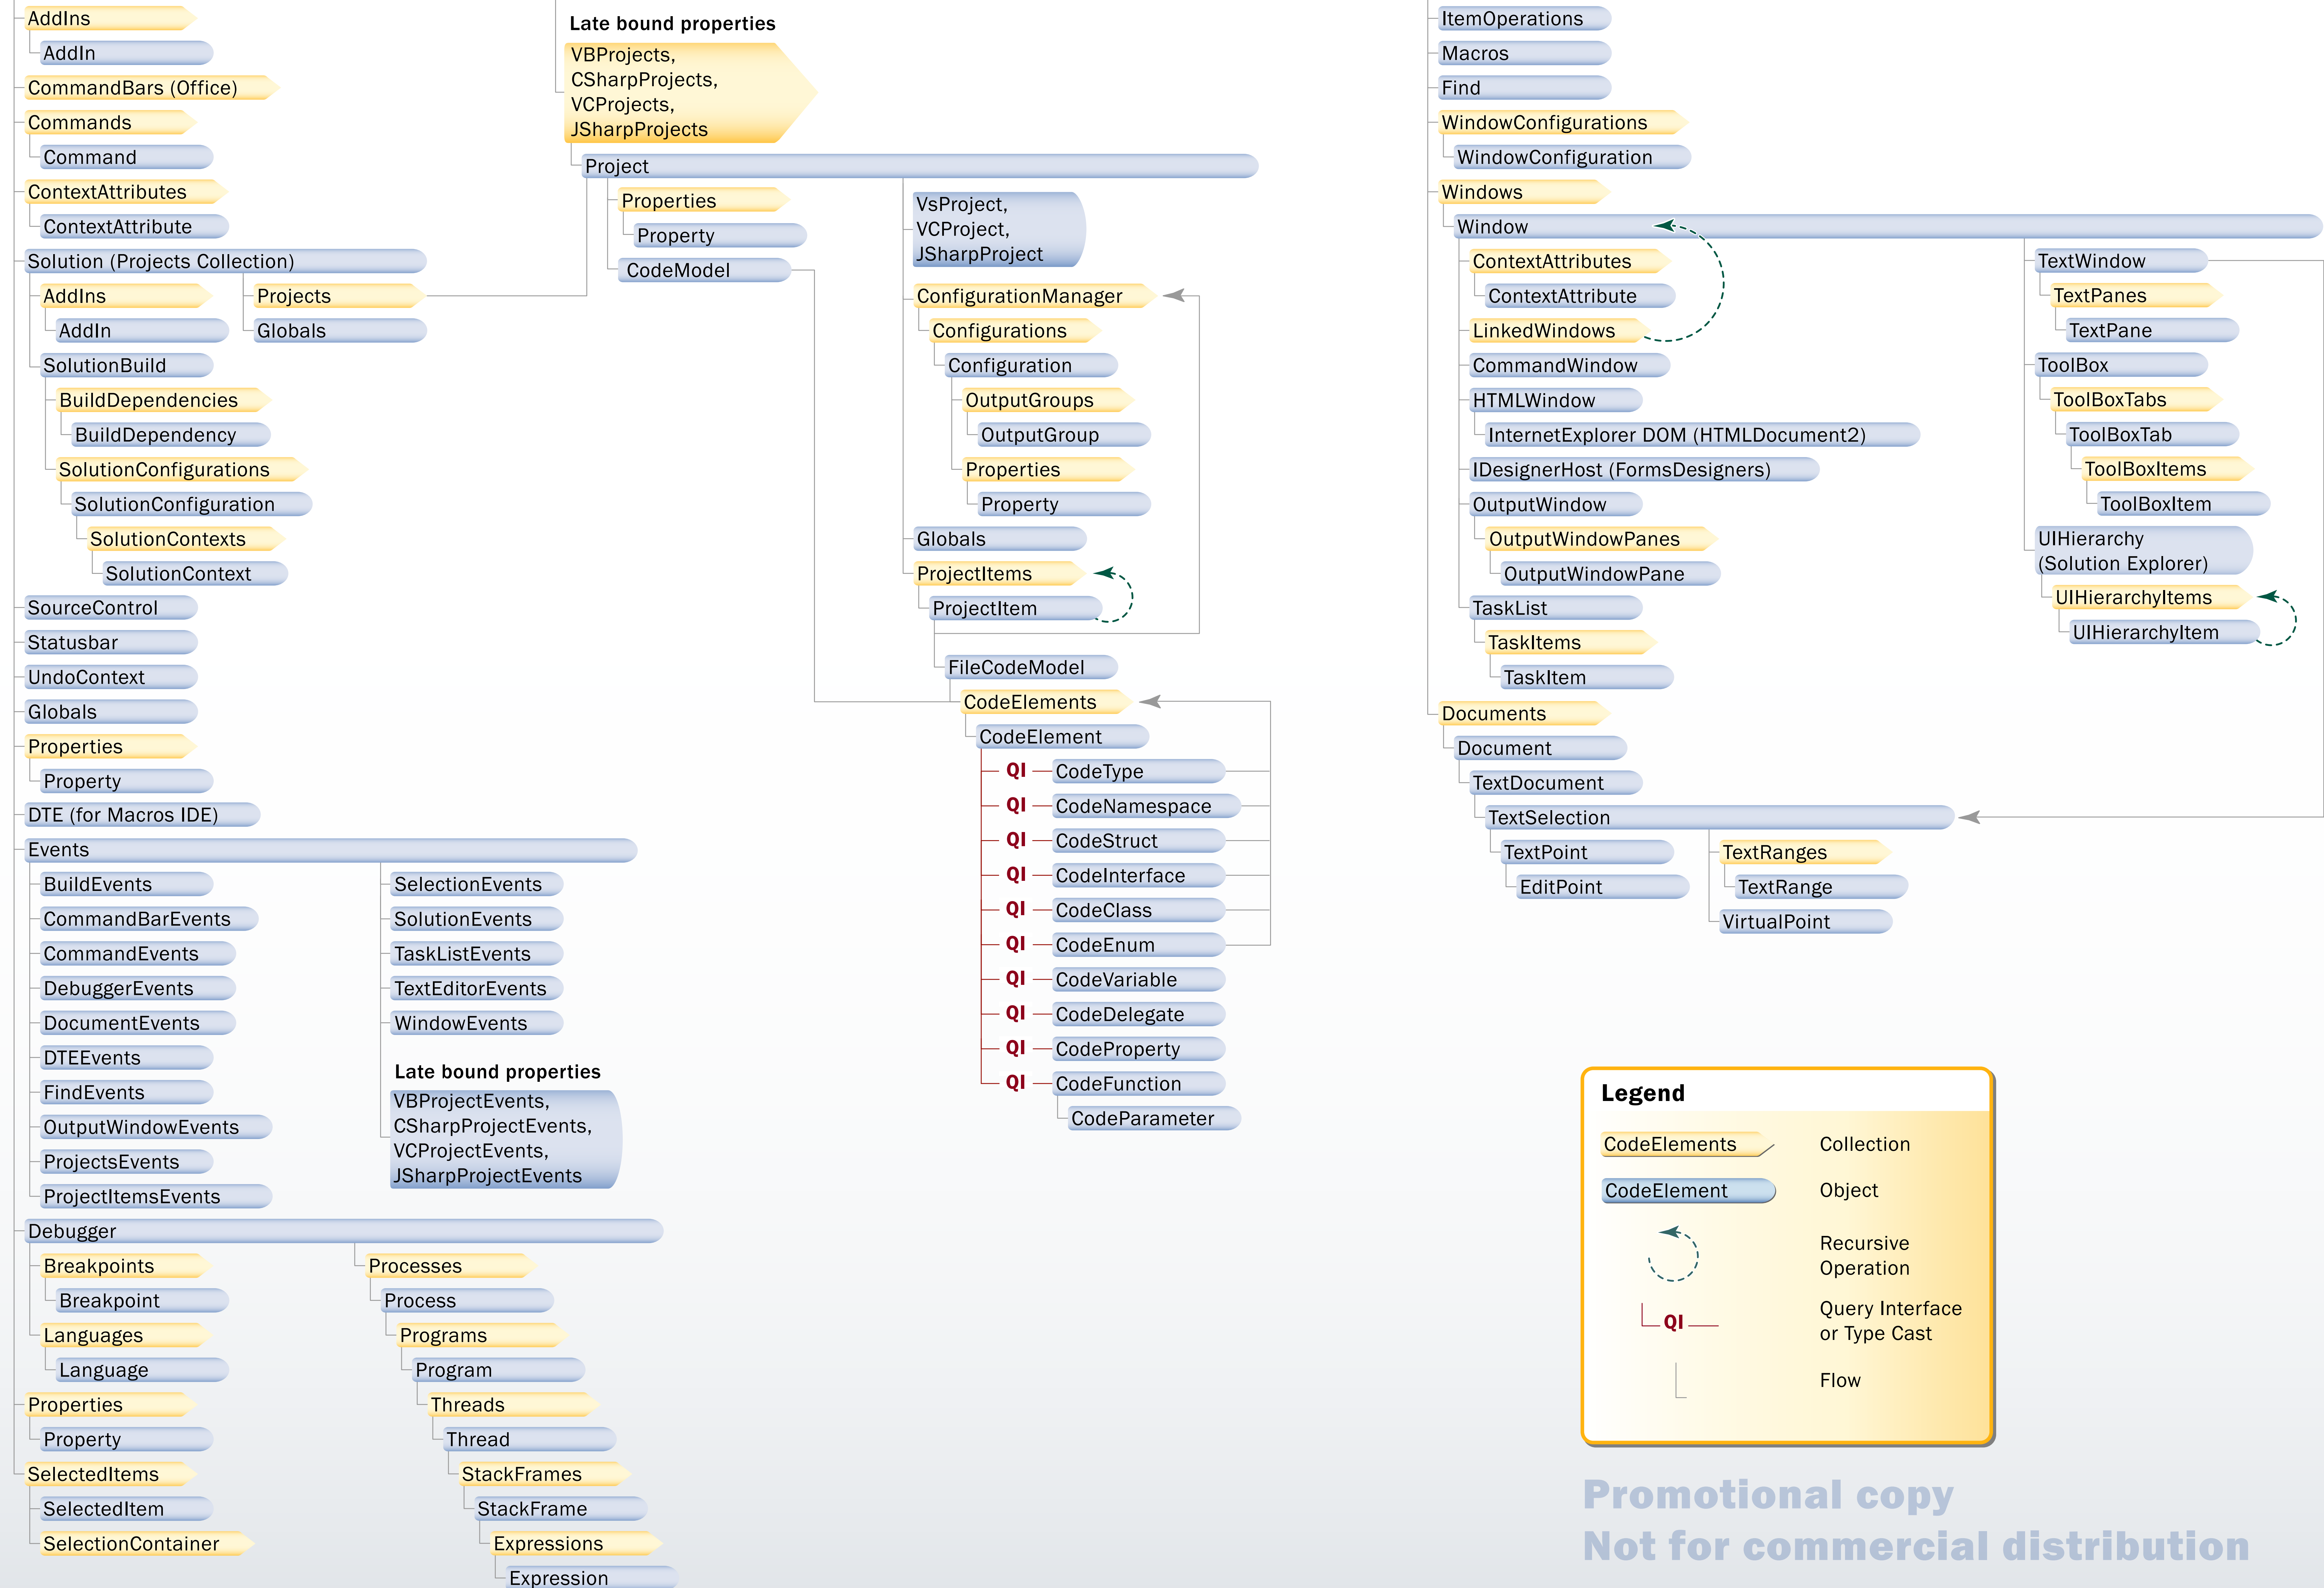 AddIns
AddIn
CommandBars (Office)
Commands
Command
ContextAttributes
ContextAttribute
Solution (Projects Collection)
AddIns
AddIn
Projects
Globals
SolutionBuild
BuildDependencies
BuildDependency
SolutionConfigurations
SolutionConfiguration
SolutionContexts
SolutionContext
SourceControl
Statusbar
UndoContext
Globals
Properties
Property
DTE (for Macros IDE)
Events
BuildEvents
CommandBarEvents
CommandEvents
DebuggerEvents
DocumentEvents
DTEEvents
FindEvents
OutputWindowEvents
ProjectsEvents
ProjectItemsEvents
SelectionEvents
SolutionEvents
TaskListEvents
TextEditorEvents
WindowEvents
Late bound properties
VBProjectEvents,
CSharpProjectEvents,
VCProjectEvents,
JSharpProjectEvents
Debugger
Breakpoints
Breakpoint
Languages
Language
Properties
Property
SelectedItems
SelectedItem
SelectionContainer
Processes
Process
Programs
Program
Threads
Thread
StackFrames
StackFrame
Expressions
Expression
Late bound properties
VBProjects,
CSharpProjects,
VCProjects,
JSharpProjects
Project
Properties
Property
CodeModel
VsProject,
VCProject,
JSharpProject
ConfigurationManager
Configurations
Configuration
OutputGroups
OutputGroup
Properties
Property
Globals
ProjectItems
ProjectItem
FileCodeModel
CodeElements
CodeElement
QI CodeType
QI CodeNamespace
QI CodeStruct
QI CodeInterface
QI CodeClass
QI CodeEnum
QI CodeVariable
QI CodeDelegate
QI CodeProperty
QI CodeFunction
CodeParameter
ItemOperations
Macros
Find
WindowConfigurations
WindowConfiguration
Windows
Window
ContextAttributes
ContextAttribute
LinkedWindows
CommandWindow
HTMLWindow
InternetExplorer DOM (HTMLDocument2)
IDesignerHost (FormsDesigners)
OutputWindow
OutputWindowPanes
OutputWindowPane
TaskList
TaskItems
TaskItem
TextWindow
TextPanes
TextPane
ToolBox
ToolBoxTabs
ToolBoxTab
ToolBoxItems
ToolBoxItem
UIHierarchy
(Solution Explorer)
UIHierarchyItems
UIHierarchyItem
Documents
Document
TextDocument
TextSelection
TextPoint
EditPoint
TextRanges
TextRange
VirtualPoint
Legend
CodeElements Collection
CodeElement Object
Recursive
Operation
QI Query Interface
or Type Cast
Flow
Promotional copy
Not for commercial distribution